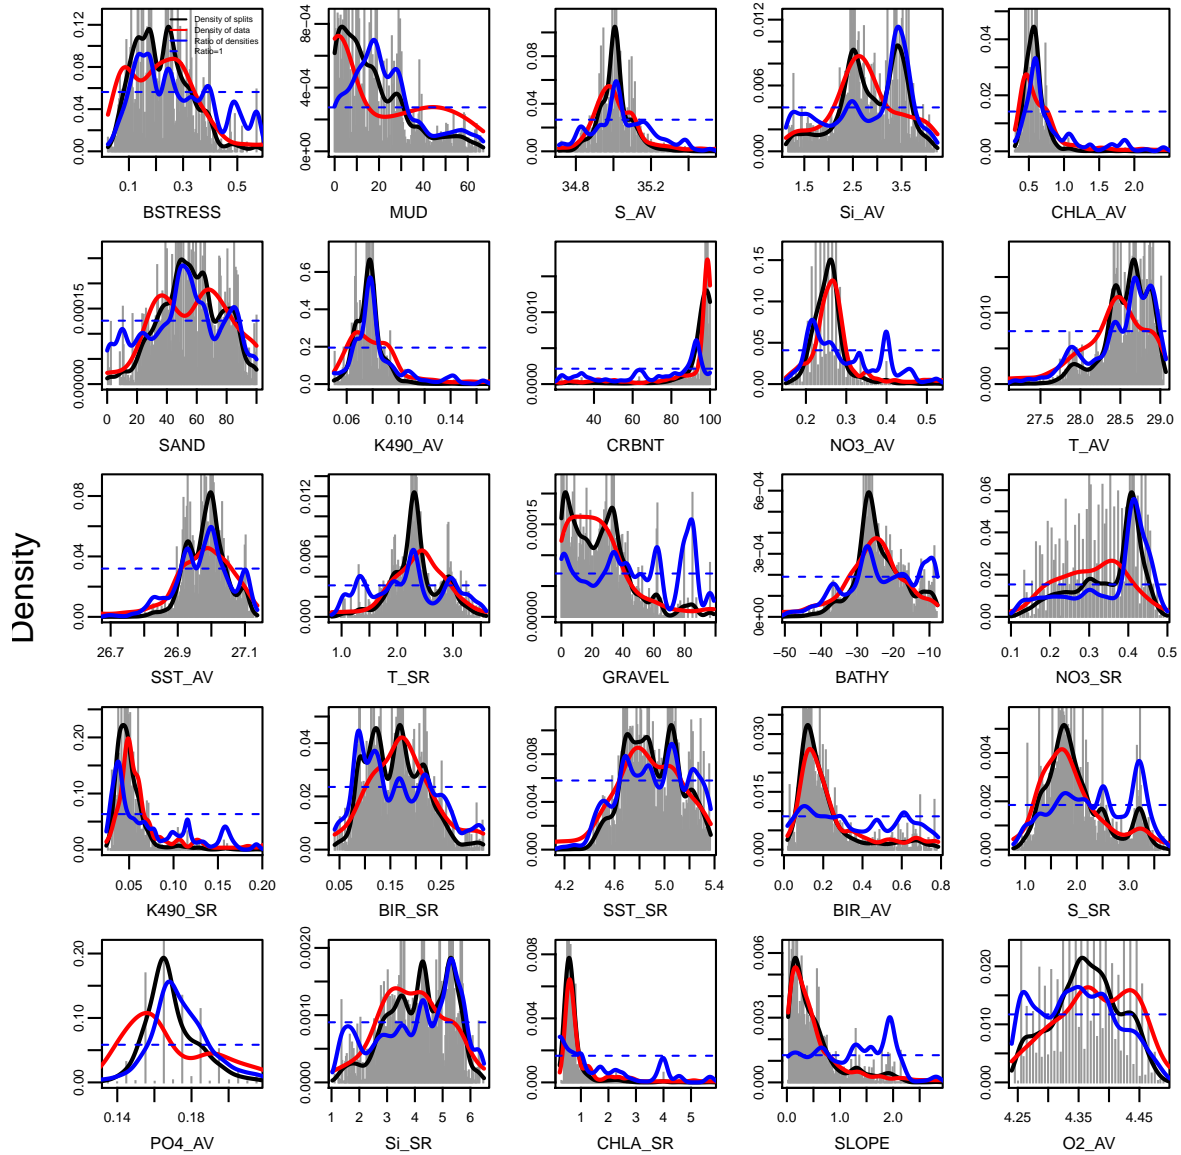 Density
0.00 0.04 0.08 0.12
Density of splits
Density of data
Ratio of densities
Ratio=1
0.1 0.3 0.5
BSTRESS
0e+00 4e-04 8e-04
0 20 40 60
MUD
0.00 0.04 0.08
34.8 35.2
S_AV
0.000 0.006 0.012
1.5 2.5 3.5
Si_AV
0.00 0.02 0.04
0.5 1.0 1.5 2.0
CHLA_AV
0.00000 0.00015
0 20 40 60 80
SAND
0.0 0.2 0.4 0.6
0.06 0.10 0.14
K490_AV
0.0000 0.0010
40 60 80 100
CRBNT
0.00 0.05 0.10 0.15
0.2 0.3 0.4 0.5
NO3_AV
0.000 0.010
27.5 28.0 28.5 29.0
T_AV
0.00 0.04 0.08
26.7 26.9 27.1
SST_AV
0.000 0.003 0.006 0.012
1.0 2.0 3.0
T_SR
0.00000 0.00015
0 20 40 60 80
GRAVEL
0e+00 3e-04 6e-04
−50 −40 −30 −20 −10
BATHY
0.00 0.02 0.04 0.06
0.1 0.2 0.3 0.4 0.5
NO3_SR
0.00 0.10 0.20
0.05 0.10 0.15 0.20
K490_SR
0.00 0.02 0.04
0.05 0.15 0.25
BIR_SR
0.000 0.004 0.008
4.2 4.6 5.0 5.4
SST_SR
0.000 0.015 0.030
0.0 0.2 0.4 0.6 0.8
BIR_AV
0.000 0.002 0.004
1.0 2.0 3.0
S_SR
0.00 0.10 0.20
0.14 0.18
PO4_AV
0.0000 0.0010 0.0020
1 2 3 4 5 6
Si_SR
0.000 0.004 0.008
1 2 3 4 5
CHLA_SR
0.000 0.003 0.006
0.0 1.0 2.0
SLOPE
0.00 0.10 0.20
4.25 4.35 4.45
O2_AV